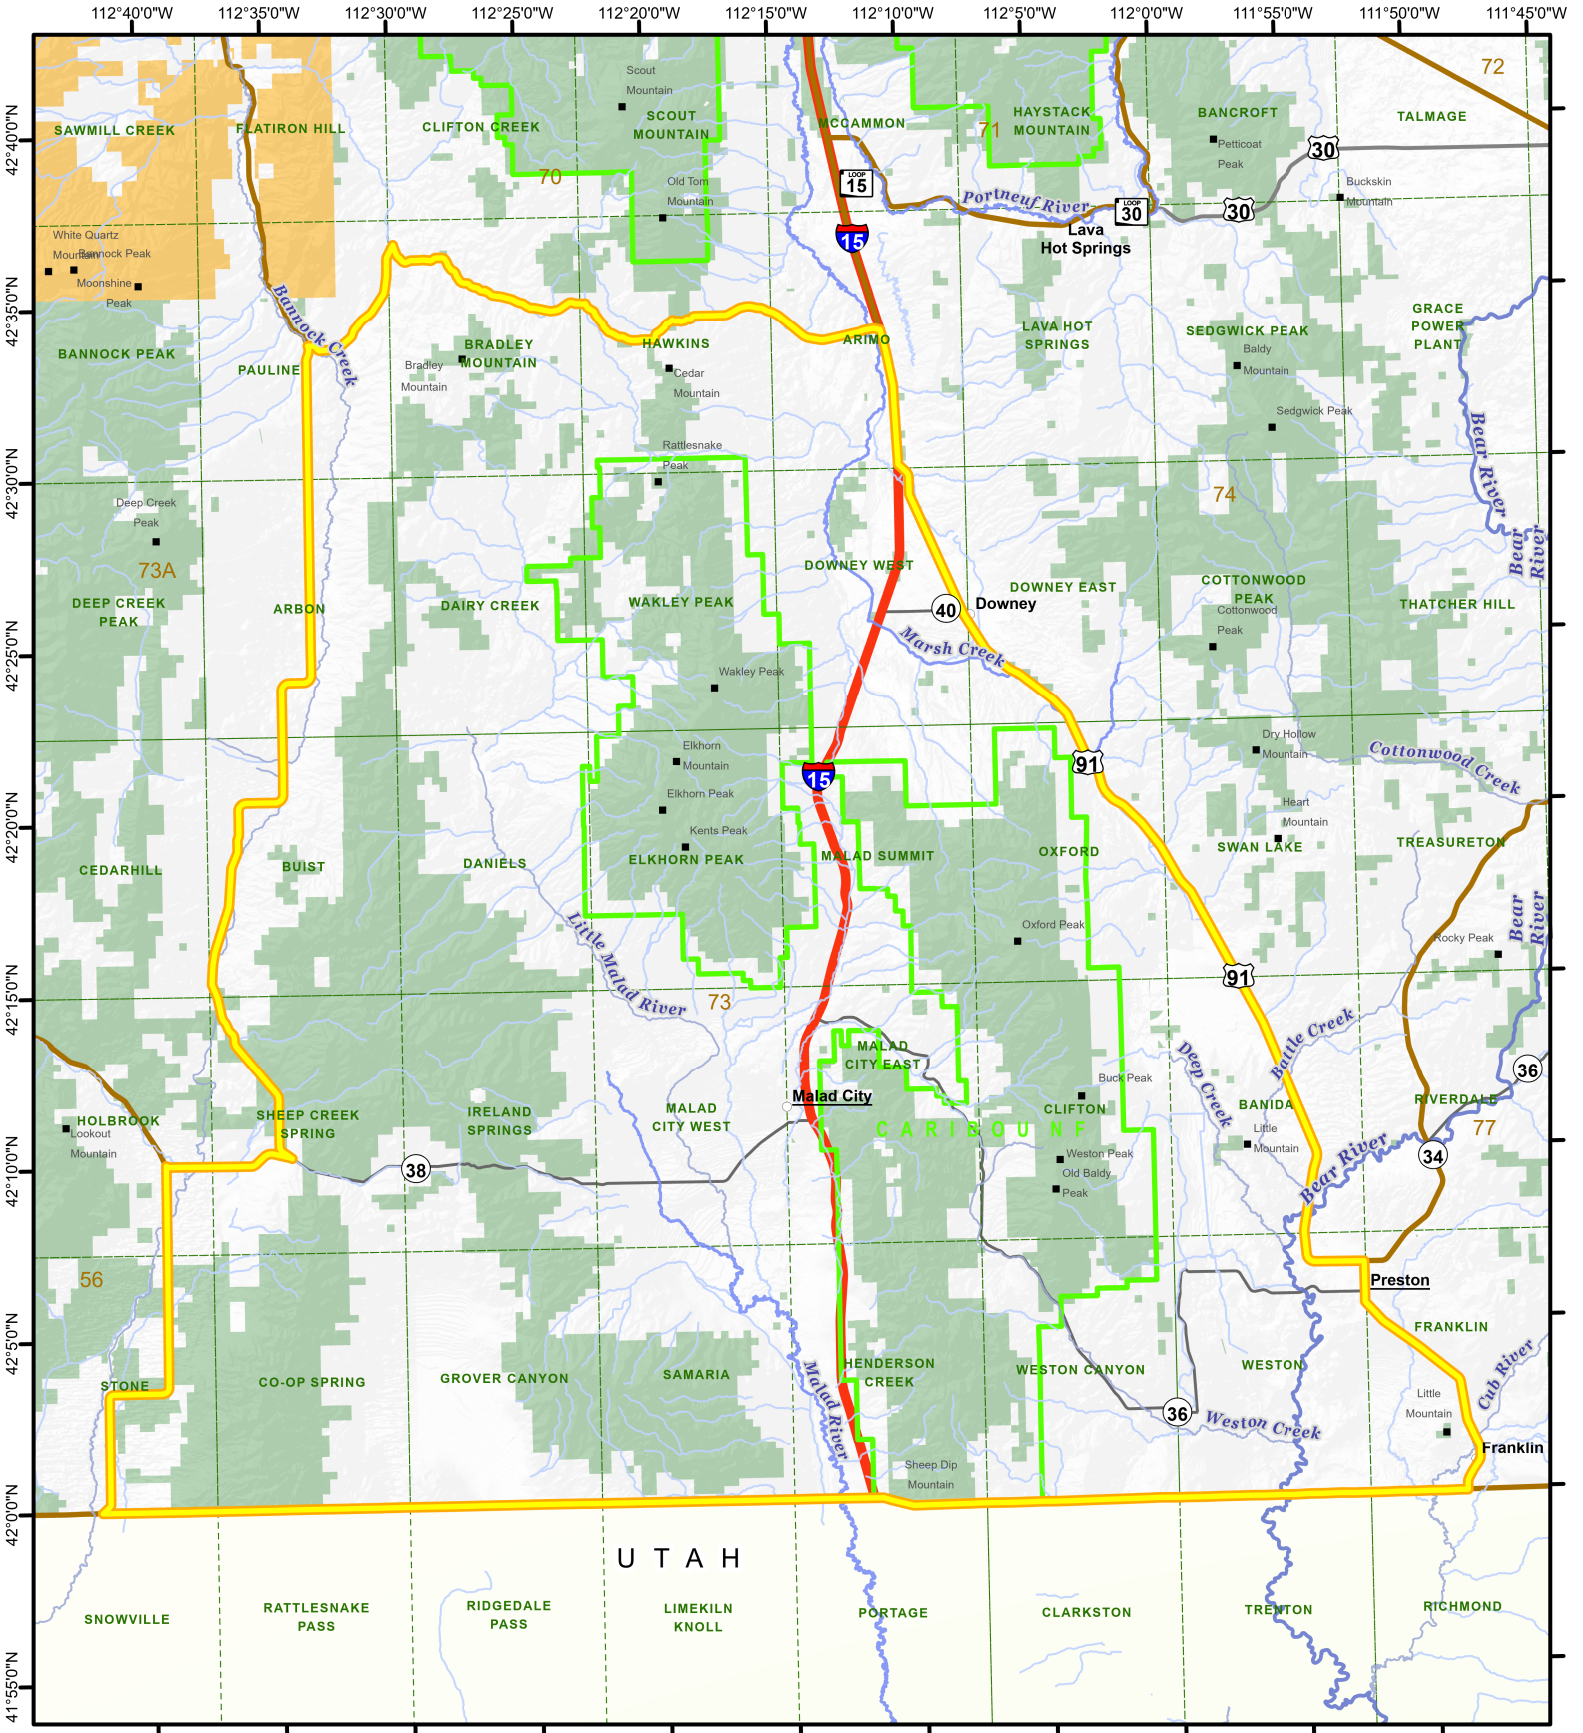 112°40'0"W 112°35'0"W 112°30'0"W 112°25'0"W 112°20'0"W 112°15'0"W 112°10'0"W 112°5'0"W 112°0'0"W 111°55'0"W 111°50'0"W 111°45'0"W
72
Scout
Mountain
SAWMILL CREEK
FLATIRON HILL
CLIFTON CREEK
SCOUT
MOUNTAIN
MCCAMMON
71
HAYSTACK
MOUNTAIN
BANCROFT
TALMAGE
42°40'0"N
Petticoat
Peak
30
70
Old Tom
Mountain
LOOP
15
Portneuf River
LOOP
30
30
Buckskin
Mountain
Lava
Hot Springs
15
White Quartz
Mountain
Bannock Peak
Moonshine
Peak
Bannock Creek
42°35'0"N
GRACE
POWER
PLANT
BANNOCK PEAK
PAULINE
Bradley
Mountain
BRADLEY
MOUNTAIN
HAWKINS
Cedar
Mountain
ARIMO
LAVA HOT
SPRINGS
SEDGWICK PEAK
Baldy
Mountain
Sedgwick Peak
Bear River
Rattlesnake
Peak
42°30'0"N
74
Deep Creek
Peak
Bear
River
73A
DEEP CREEK
PEAK
ARBON
DAIRY CREEK
WAKLEY PEAK
DOWNEY WEST
40
Downey
DOWNEY EAST
COTTONWOOD
PEAK
Cottonwood
Peak
THATCHER HILL
Marsh Creek
42°25'0"N
Wakley Peak
Elkhorn
Mountain
15
91
Dry Hollow
Mountain
Cottonwood Creek
Elkhorn Peak
Heart
Mountain
42°20'0"N
Kents Peak
CEDARHILL
BUIST
DANIELS
ELKHORN PEAK
MALAD SUMMIT
OXFORD
SWAN LAKE
TREASURETON
Little Malad River
Oxford Peak
Rocky Peak
Bear
River
91
42°15'0"N
73
Battle Creek
MALAD
CITY EAST
Deep Creek
36
Buck Peak
Malad City
HOLBROOK
Lookout
Mountain
SHEEP CREEK
SPRING
IRELAND
SPRINGS
MALAD
CITY WEST
CLIFTON
CARIBOU NF
BANIDA
Little
Mountain
RIVERDALE
77
42°10'0"N
38
Weston Peak
Old Baldy
Peak
Bear River
34
56
Preston
42°5'0"N
FRANKLIN
STONE
CO-OP SPRING
GROVER CANYON
SAMARIA
Malad River
HENDERSON
CREEK
WESTON CANYON
WESTON
Cub River
Little
Mountain
36
Weston Creek
Franklin
Sheep Dip
Mountain
42°0'0"N
UTAH
SNOWVILLE
RATTLESNAKE
PASS
RIDGEDALE
PASS
LIMEKILN
KNOLL
PORTAGE
CLARKSTON
TRENTON
RICHMOND
41°55'0"N